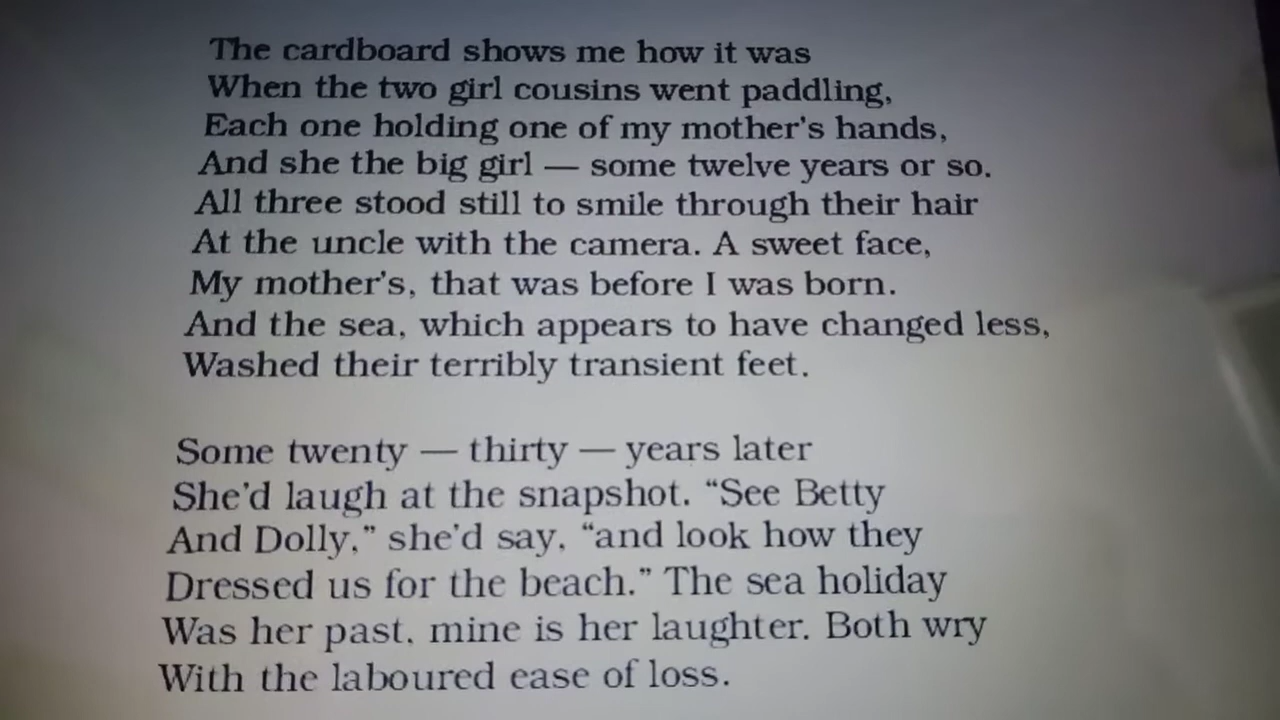 The cardboard shows me how it was
When the two girl cousins went paddling,
Each one holding one of my mother's hands,
And she the big girl — some twelve years or so.
All three stood still to smile through their hair
At the uncle with the camera. A sweet face,
My mother's, that was before I was born.
And the sea, which appears to have changed less,
Washed their terribly transient feet.
Some twenty — thirty — years later
She'd laugh at the snapshot. “See Betty
And Dolly,” she'd say, “and look how they
Dressed us for the beach.” The sea holiday
Was her past, mine is her laughter. Both wry
With the laboured ease of loss.